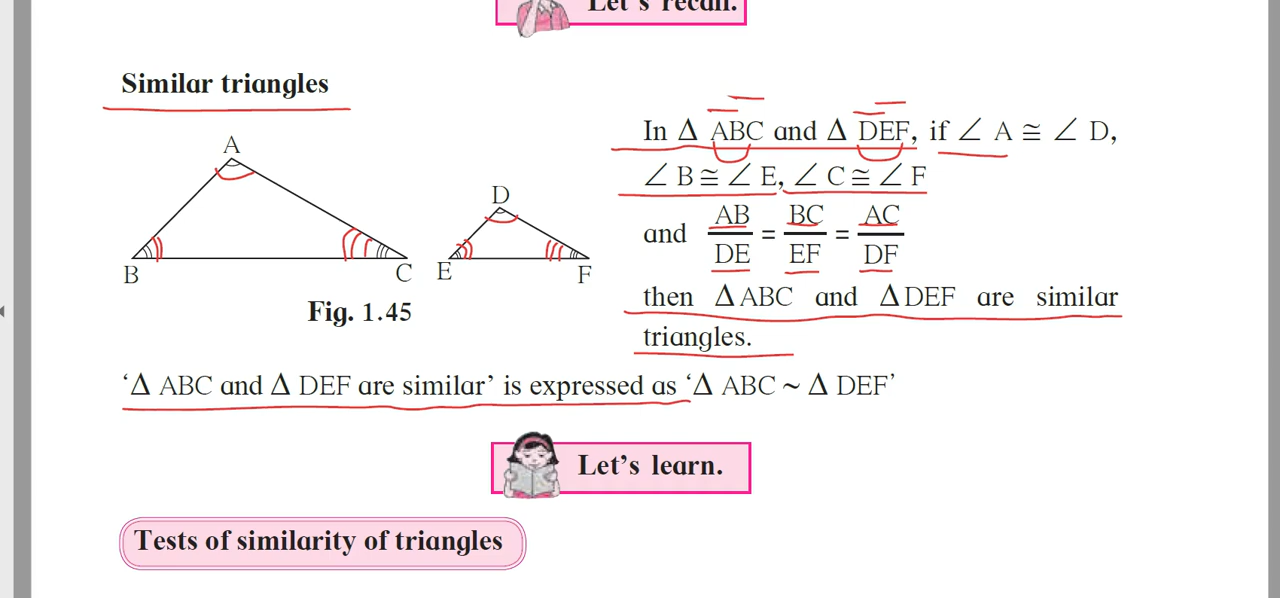 Let's recall.
Similar triangles
In Δ ABC and Δ DEF, if ∠ A ≅ ∠ D,
∠ B ≅ ∠ E, ∠ C ≅ ∠ F
and AB/DE = BC/EF = AC/DF
then Δ ABC and Δ DEF are similar
triangles.
A
B
C
D
E
F
Fig. 1.45
‘Δ ABC and Δ DEF are similar’ is expressed as ‘Δ ABC ~ Δ DEF’
Let's learn.
Tests of similarity of triangles